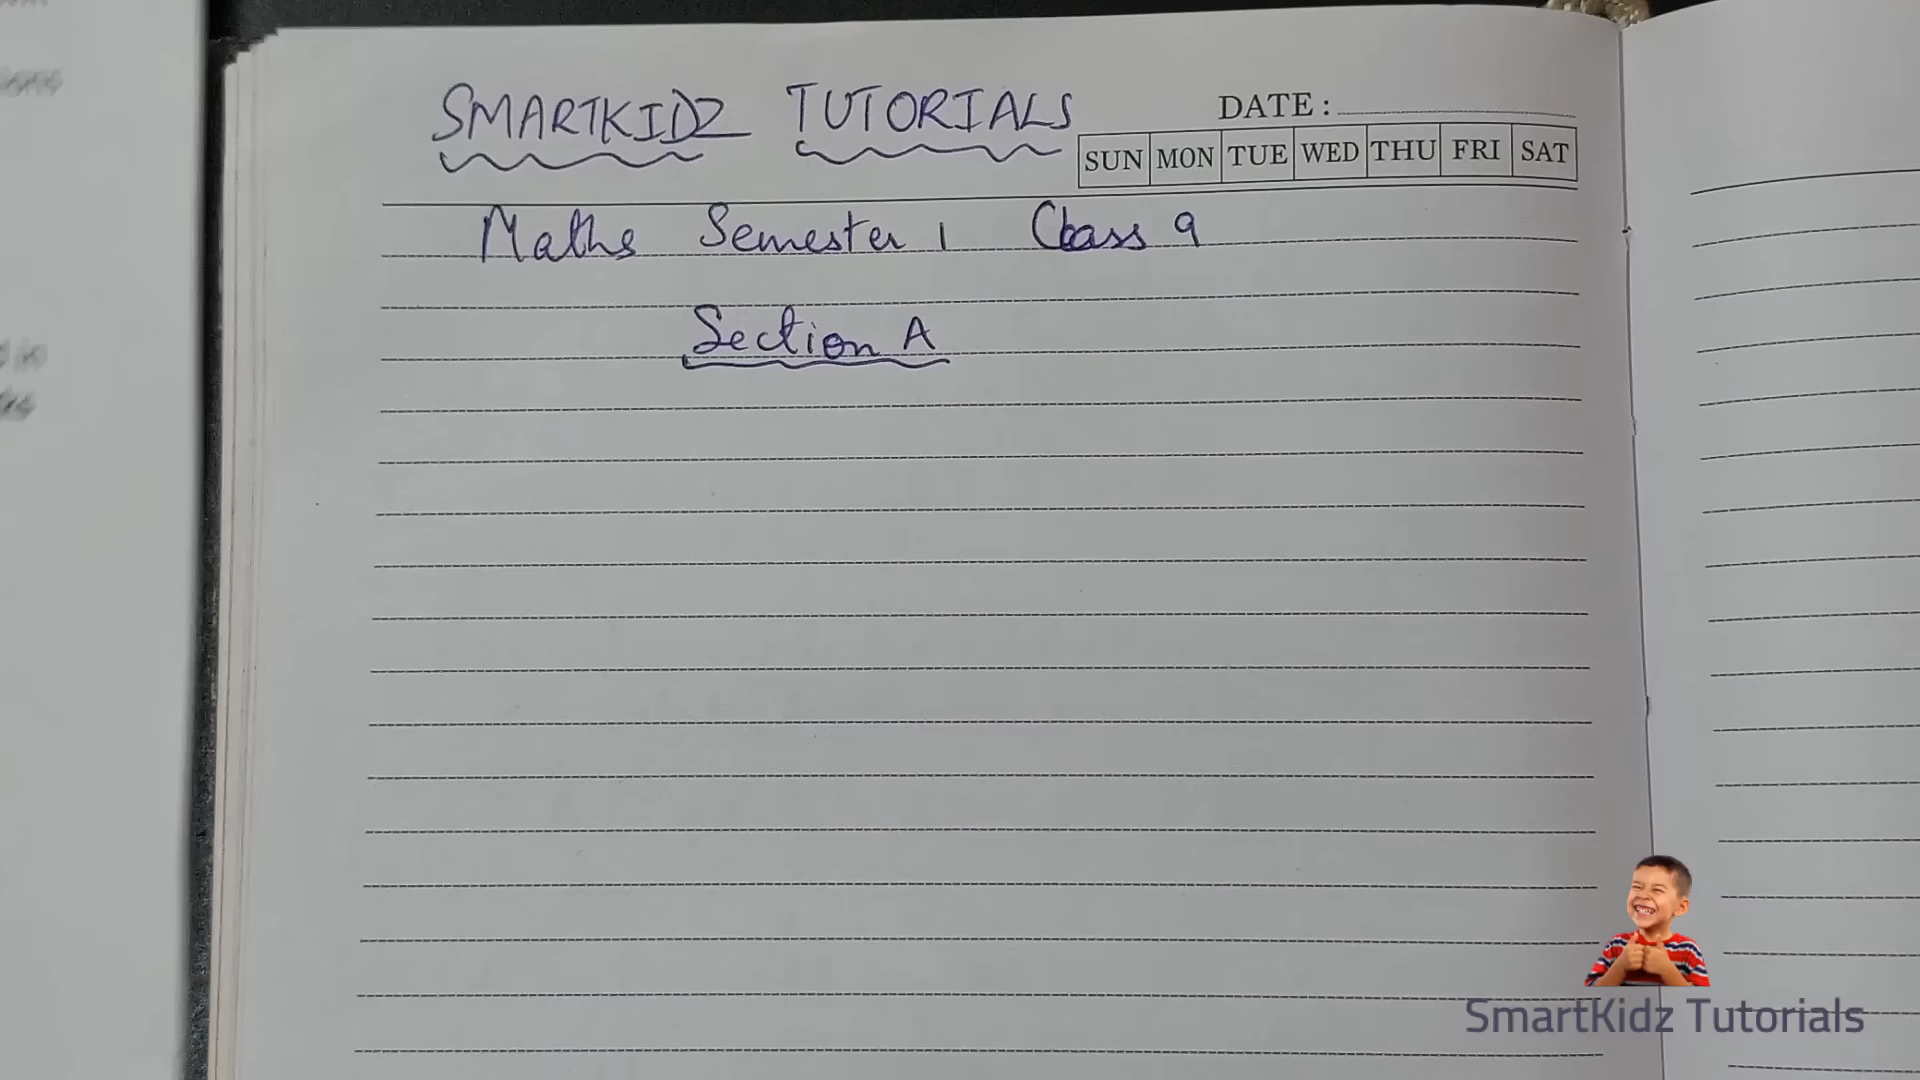 SMARTKIDZ TUTORIALS
DATE :
SUN MON TUE WED THU FRI SAT
Maths Semester 1 Class 9
Section A
SmartKidz Tutorials